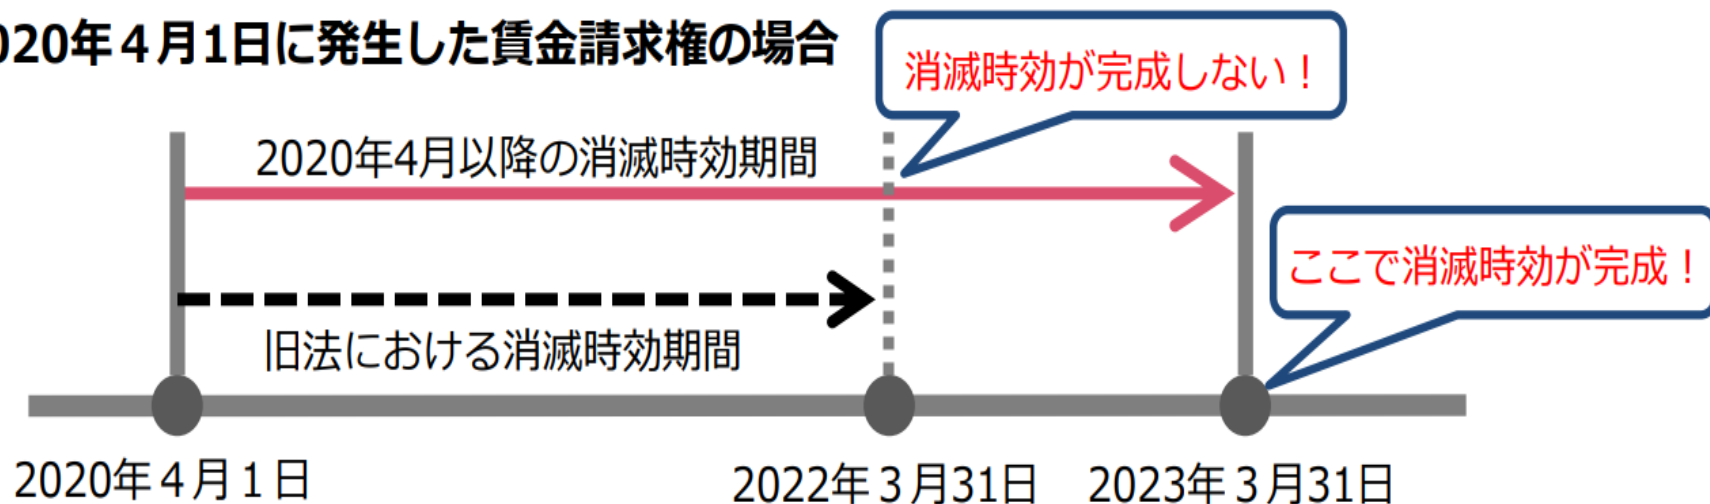 020年４月1日に発生した賃金請求権の場合
消滅時効が完成しない！
2020年4月以降の消滅時効期間
ここで消滅時効が完成！
旧法における消滅時効期間
2020年４月１日
2022年３月31日
2023年３月31日